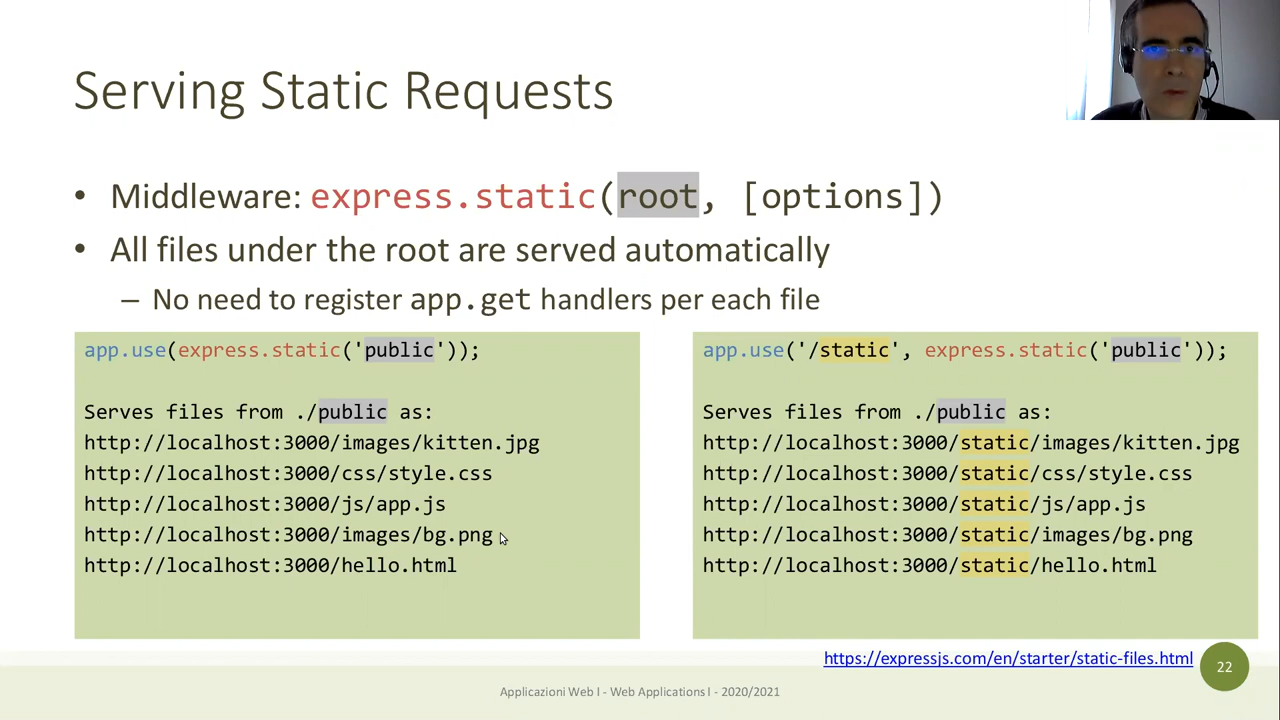 Serving Static Requests
• Middleware: express.static(root, [options])
• All files under the root are served automatically
– No need to register app.get handlers per each file
app.use(express.static('public'));
Serves files from ./public as:
http://localhost:3000/images/kitten.jpg
http://localhost:3000/css/style.css
http://localhost:3000/js/app.js
http://localhost:3000/images/bg.png
http://localhost:3000/hello.html
app.use('/static', express.static('public'));
Serves files from ./public as:
http://localhost:3000/static/images/kitten.jpg
http://localhost:3000/static/css/style.css
http://localhost:3000/static/js/app.js
http://localhost:3000/static/images/bg.png
http://localhost:3000/static/hello.html
https://expressjs.com/en/starter/static-files.html
22
Applicazioni Web I - Web Applications I - 2020/2021